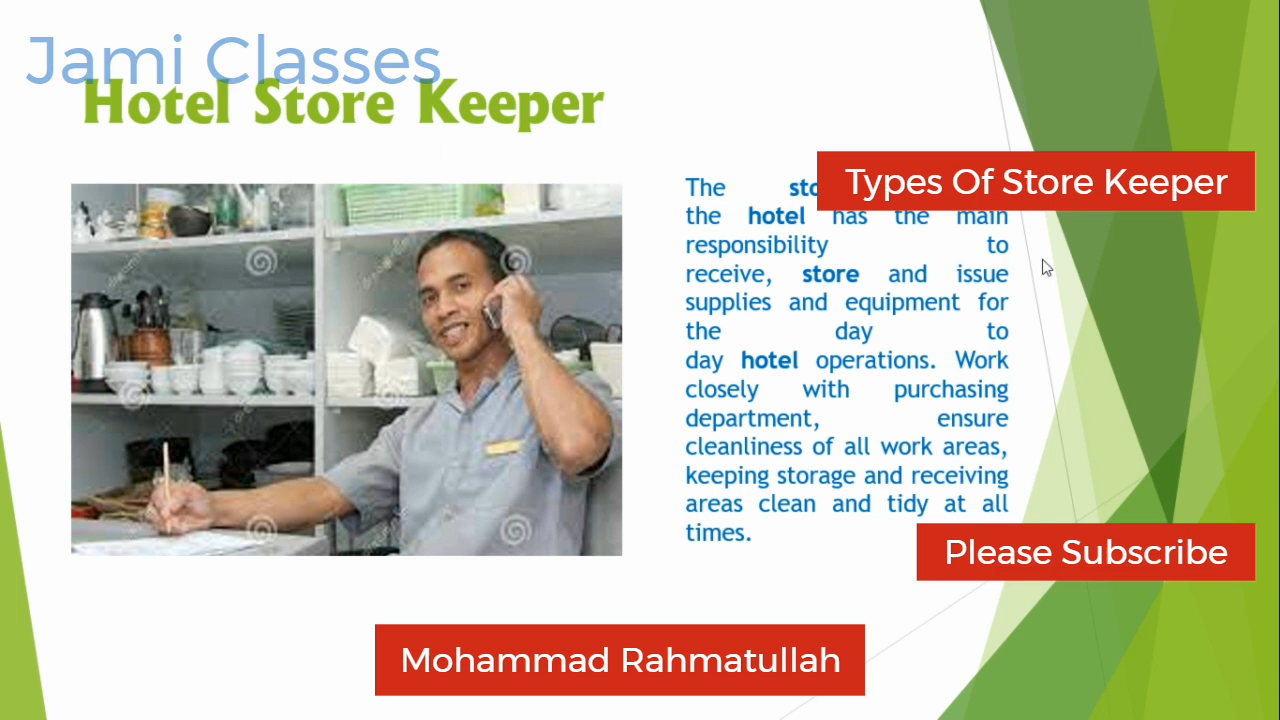 Jami Classes
Hotel Store Keeper
Types Of Store Keeper
The
the hotel has the main
responsibility to
receive, store and issue
supplies and equipment for
the day to
day hotel operations. Work
closely with purchasing
department, ensure
cleanliness of all work areas,
keeping storage and receiving
areas clean and tidy at all
times.
Please Subscribe
Mohammad Rahmatullah